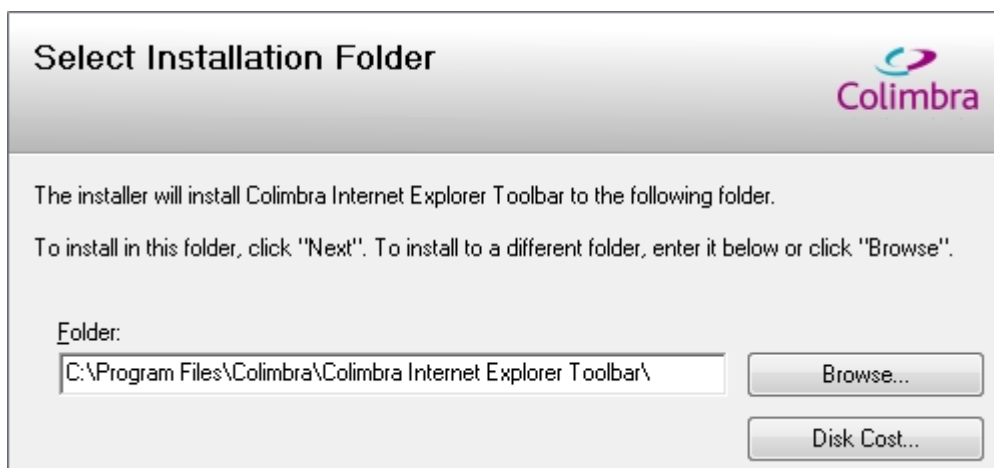 Select Installation Folder
Colimbra
The installer will install Colimbra Internet Explorer Toolbar to the following folder.
To install in this folder, click "Next". To install to a different folder, enter it below or click "Browse".
Folder:
C:\Program Files\Colimbra\Colimbra Internet Explorer Toolbar\
Browse...
Disk Cost...